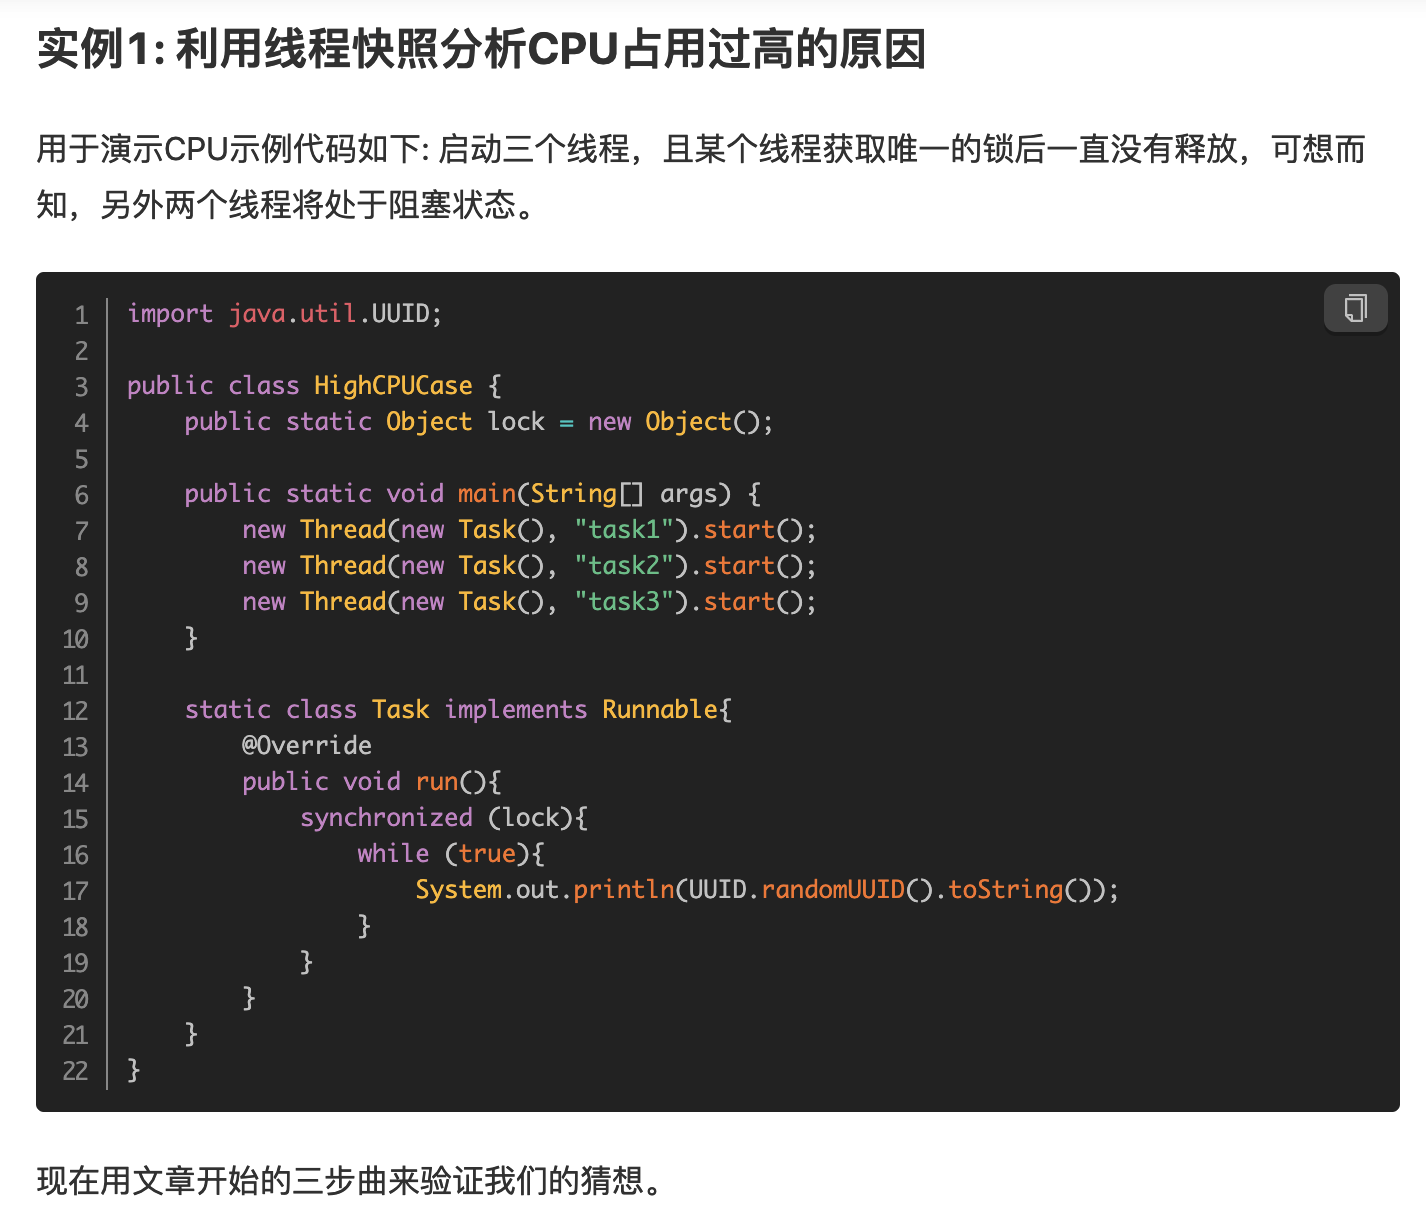 实例1: 利用线程快照分析CPU占用过高的原因
用于演示CPU示例代码如下: 启动三个线程，且某个线程获取唯一的锁后一直没有释放，可想而
知，另外两个线程将处于阻塞状态。
1 import java.util.UUID;
2
3 public class HighCPUCase {
4     public static Object lock = new Object();
5
6     public static void main(String[] args) {
7         new Thread(new Task(), "task1").start();
8         new Thread(new Task(), "task2").start();
9         new Thread(new Task(), "task3").start();
10     }
11
12     static class Task implements Runnable{
13         @Override
14         public void run(){
15             synchronized (lock){
16                 while (true){
17                     System.out.println(UUID.randomUUID().toString());
18                 }
19             }
20         }
21     }
22 }
现在用文章开始的三步曲来验证我们的猜想。